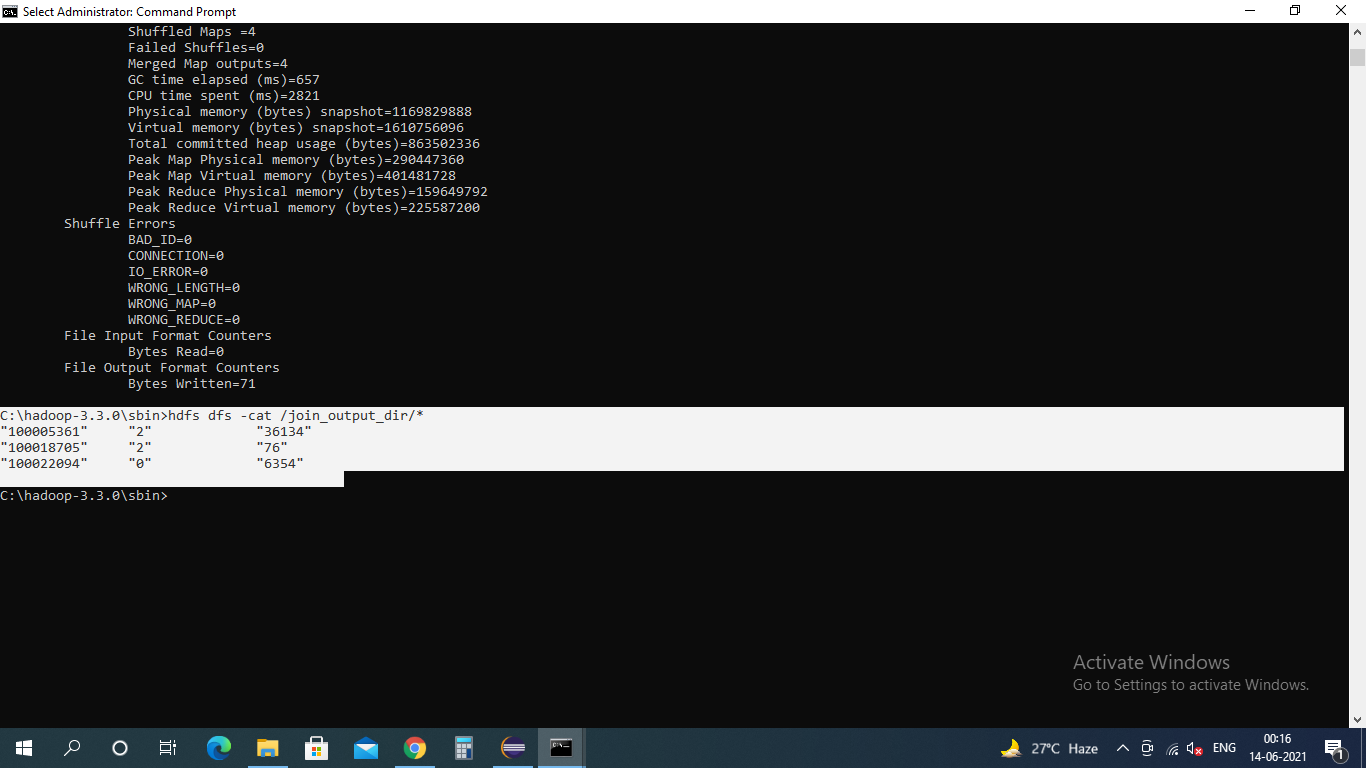 Select Administrator: Command Prompt
Shuffled Maps =4
Failed Shuffles=0
Merged Map outputs=4
GC time elapsed (ms)=657
CPU time spent (ms)=2821
Physical memory (bytes) snapshot=1169829888
Virtual memory (bytes) snapshot=1610756096
Total committed heap usage (bytes)=863502336
Peak Map Physical memory (bytes)=290447360
Peak Map Virtual memory (bytes)=401481728
Peak Reduce Physical memory (bytes)=159649792
Peak Reduce Virtual memory (bytes)=225587200
Shuffle Errors
BAD_ID=0
CONNECTION=0
IO_ERROR=0
WRONG_LENGTH=0
WRONG_MAP=0
WRONG_REDUCE=0
File Input Format Counters
Bytes Read=0
File Output Format Counters
Bytes Written=71
C:\hadoop-3.3.0\sbin>hdfs dfs -cat /join_output_dir/*
"100005361" "2" "36134"
"100018705" "2" "76"
"100022094" "0" "6354"
C:\hadoop-3.3.0\sbin>
Activate Windows
Go to Settings to activate Windows.
27°C Haze
ENG
00:16
14-06-2021
1